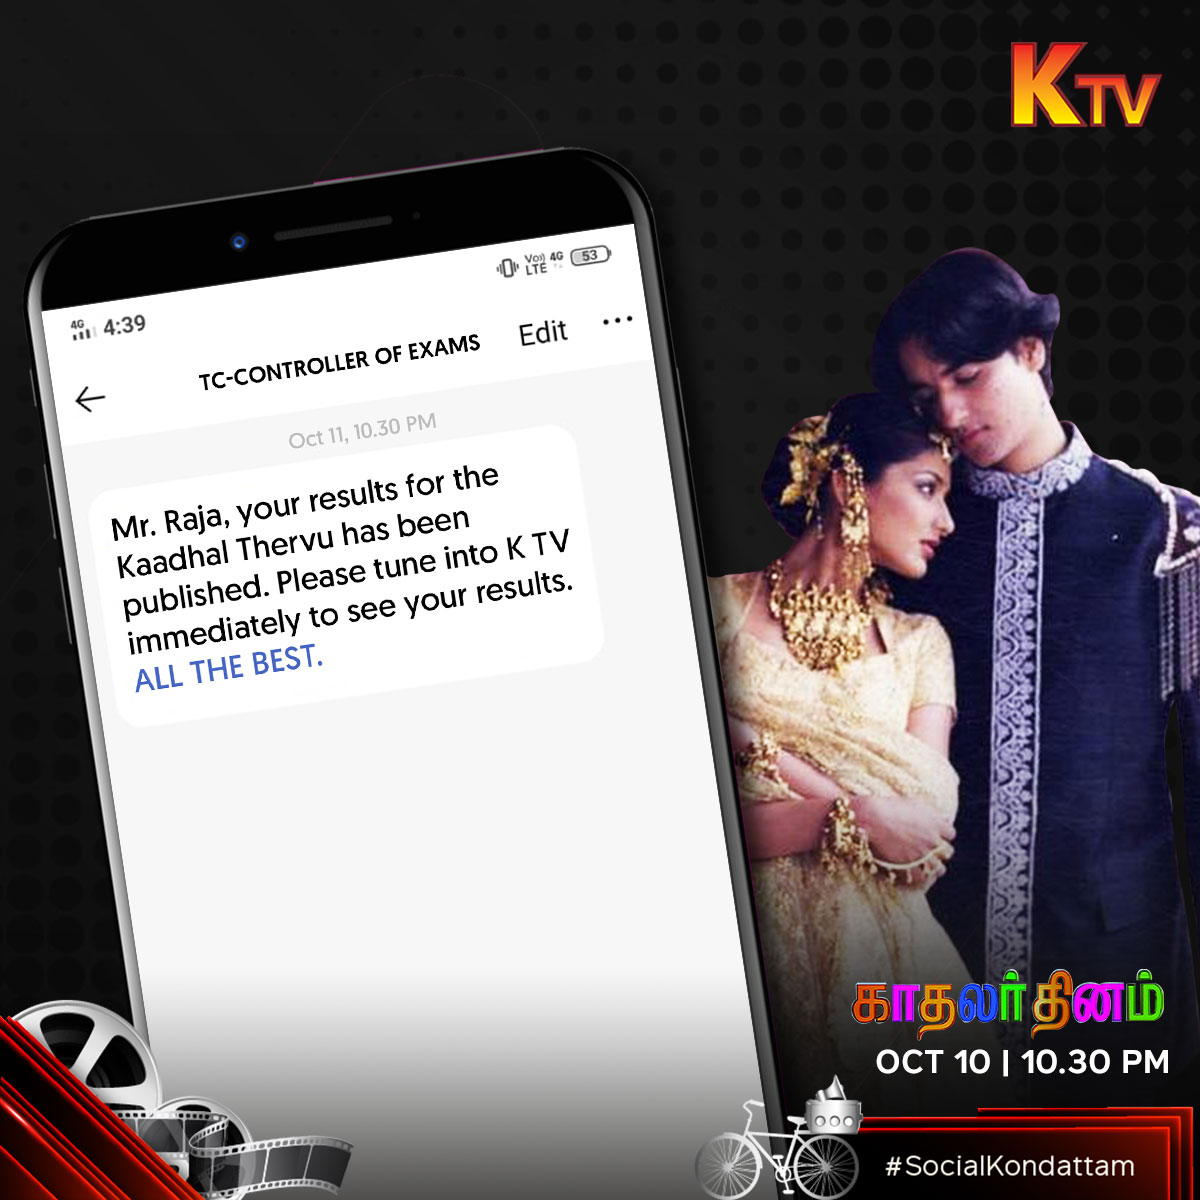 KTV
4G 4:39
Vo)) 4G 53
LTE
TC-CONTROLLER OF EXAMS Edit ...
Oct 11, 10.30 PM
Mr. Raja, your results for the
Kaadhal Thervu has been
published. Please tune into K TV
immediately to see your results.
ALL THE BEST.
காதலர் தினம்
OCT 10 | 10.30 PM
#SocialKondattam